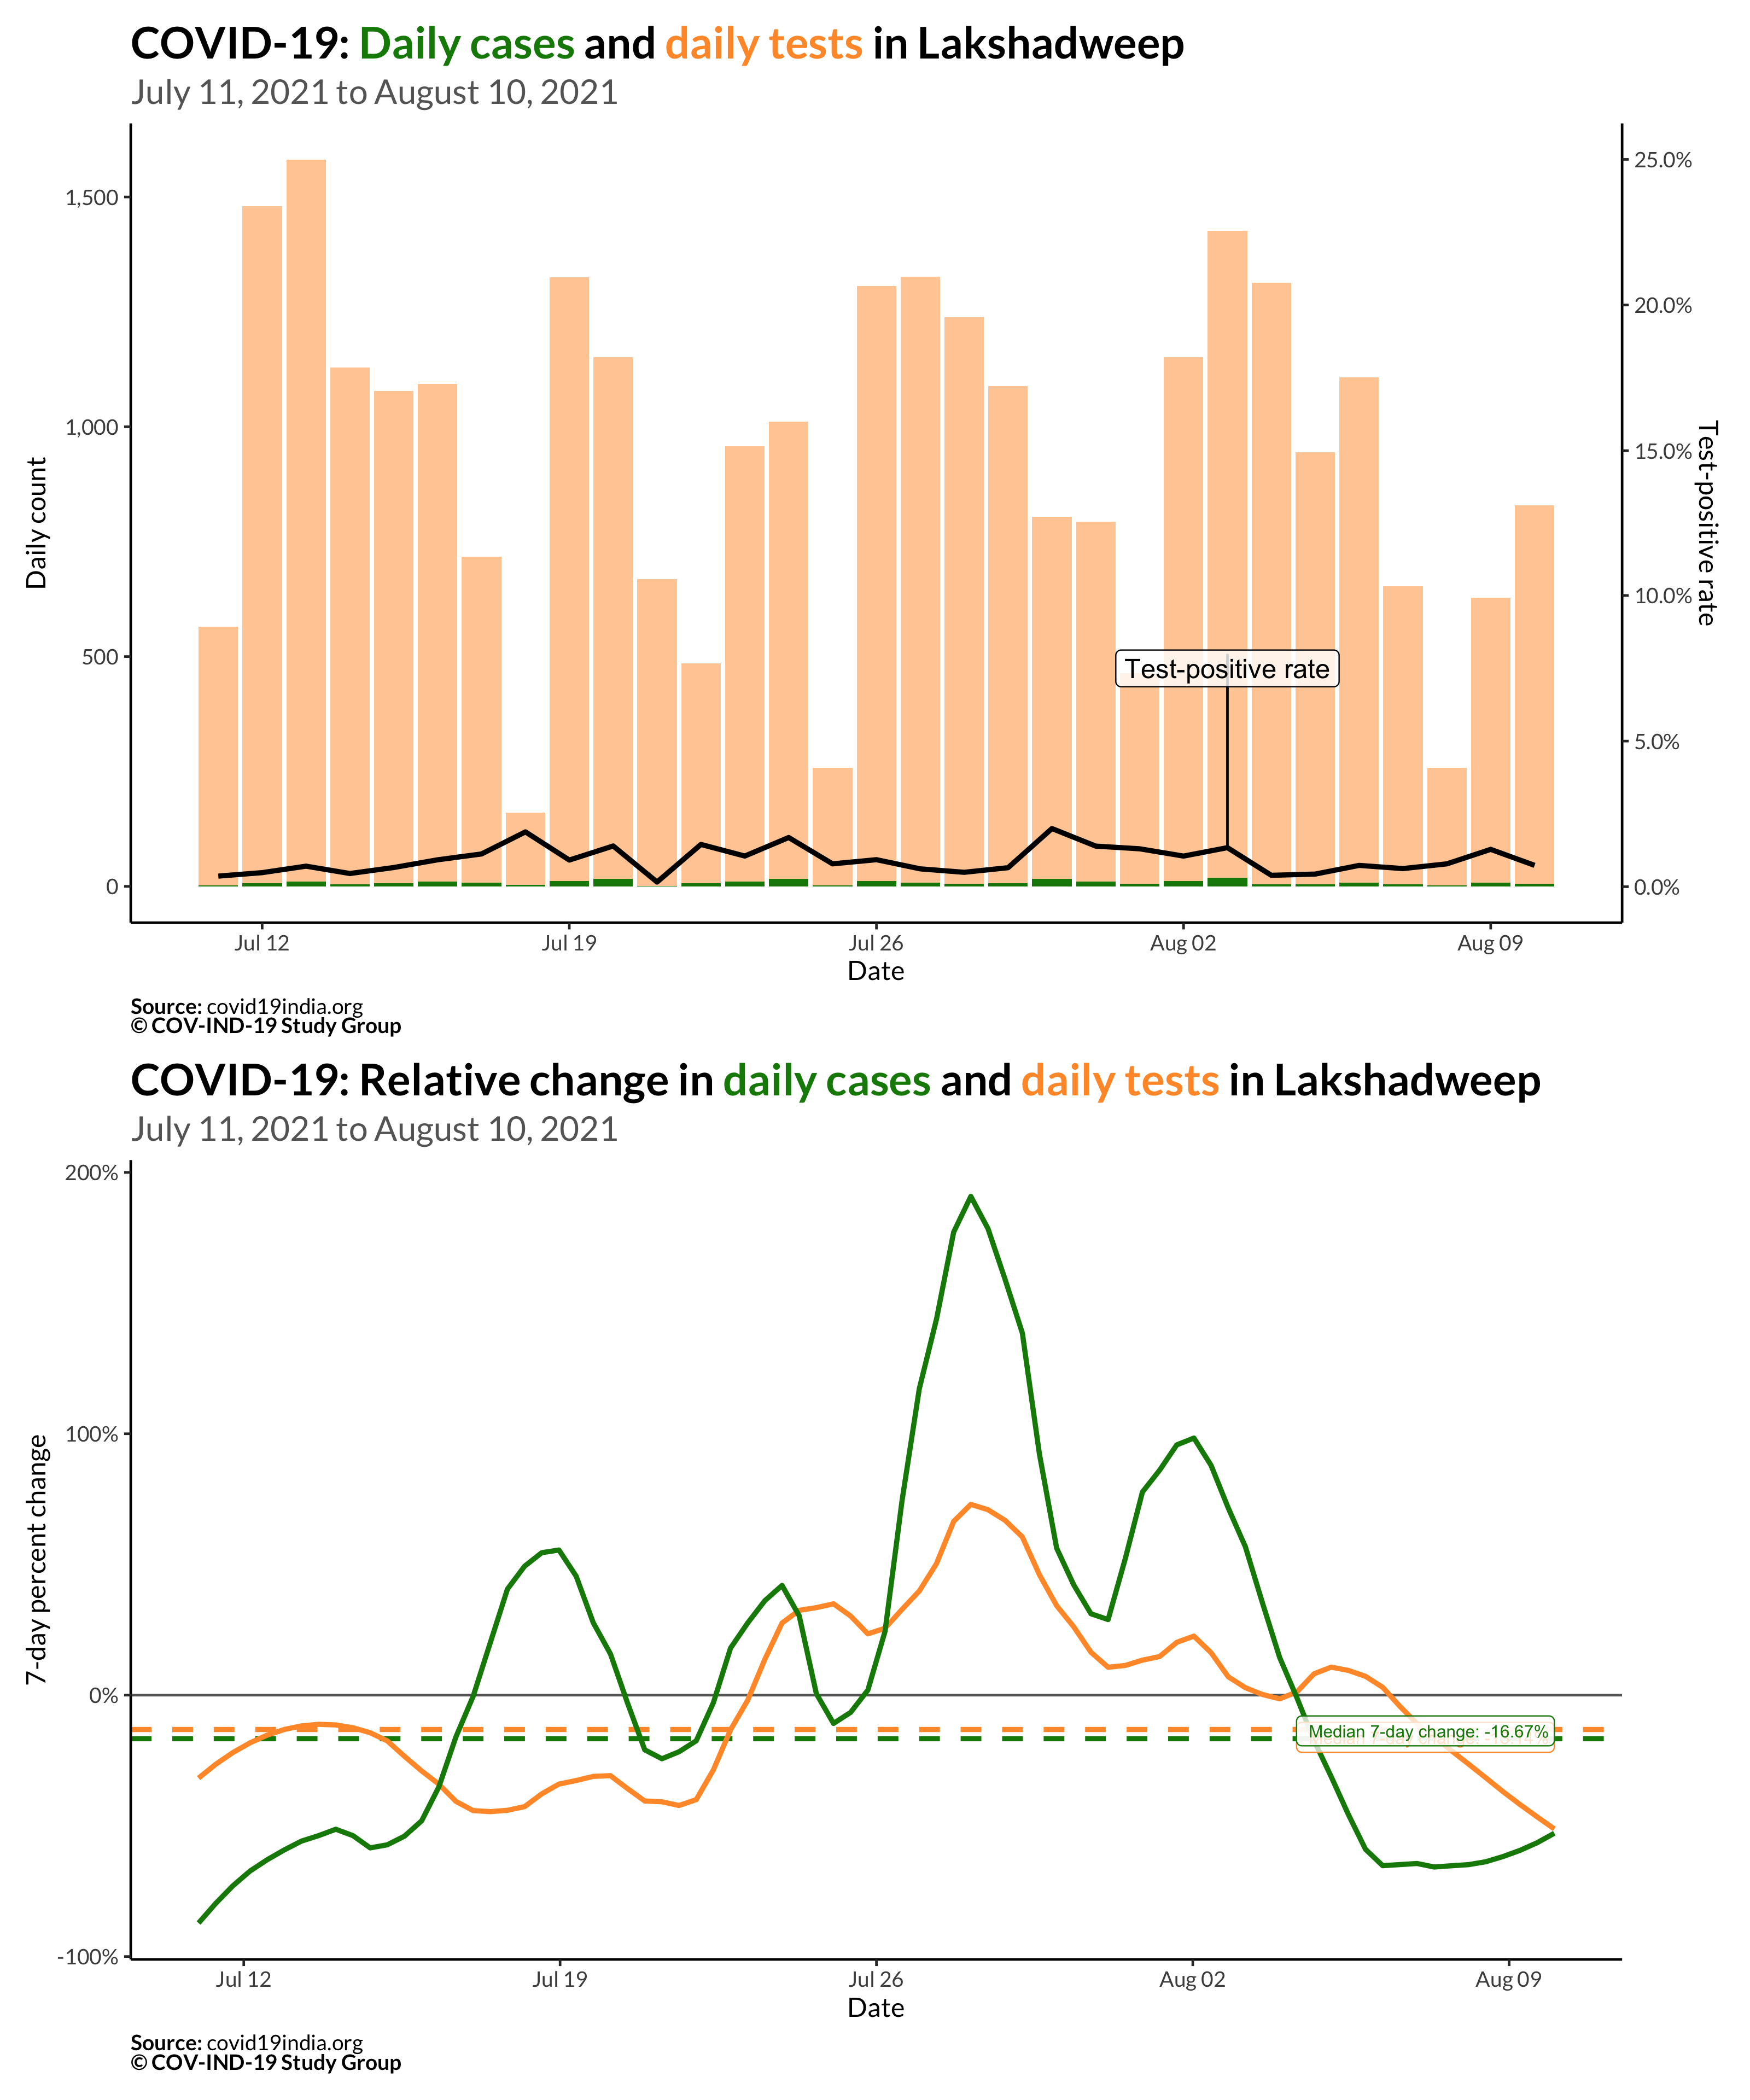 COVID-19: Daily cases and daily tests in Lakshadweep
July 11, 2021 to August 10, 2021
Daily count
1,500
1,000
500
0
Test-positive rate
25.0%
20.0%
15.0%
10.0%
5.0%
0.0%
Test-positive rate
Jul 12
Jul 19
Jul 26
Aug 02
Aug 09
Date
Source: covid19india.org
© COV-IND-19 Study Group
COVID-19: Relative change in daily cases and daily tests in Lakshadweep
July 11, 2021 to August 10, 2021
7-day percent change
200%
100%
0%
-100%
Median 7-day change: -16.67%
Jul 12
Jul 19
Jul 26
Aug 02
Aug 09
Date
Source: covid19india.org
© COV-IND-19 Study Group